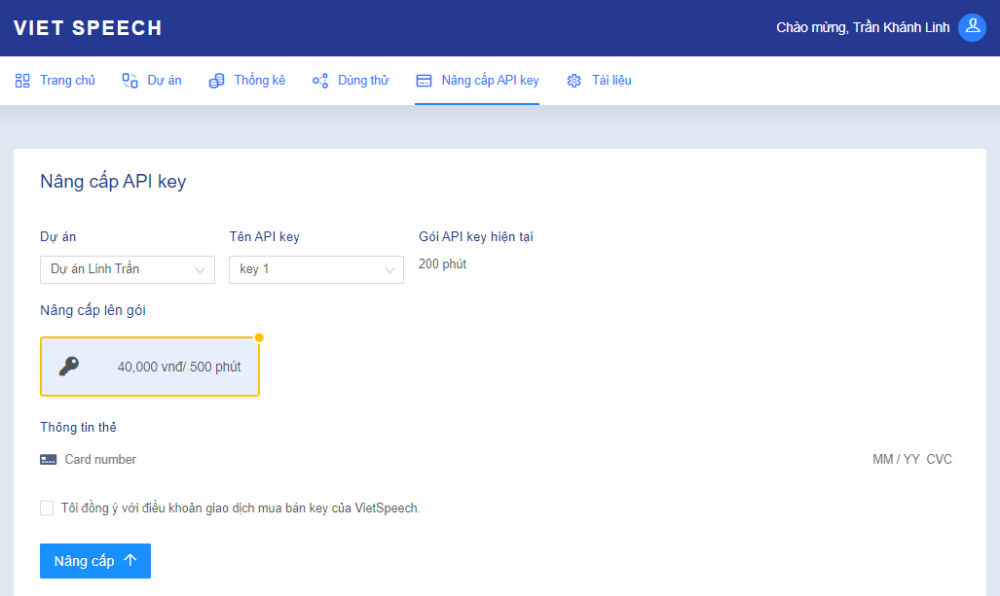 VIET SPEECH
Chào mừng, Trần Khánh Linh
Trang chủ Dự án Thống kê Dùng thử Nâng cấp API key Tài liệu
Nâng cấp API key
Dự án Tên API key Gói API key hiện tại
Dự án Linh Trần key 1 200 phút
Nâng cấp lên gói
40,000 vnđ/ 500 phút
Thông tin thẻ
Card number MM / YY CVC
Tôi đồng ý với điều khoản giao dịch mua bán key của VietSpeech.
Nâng cấp